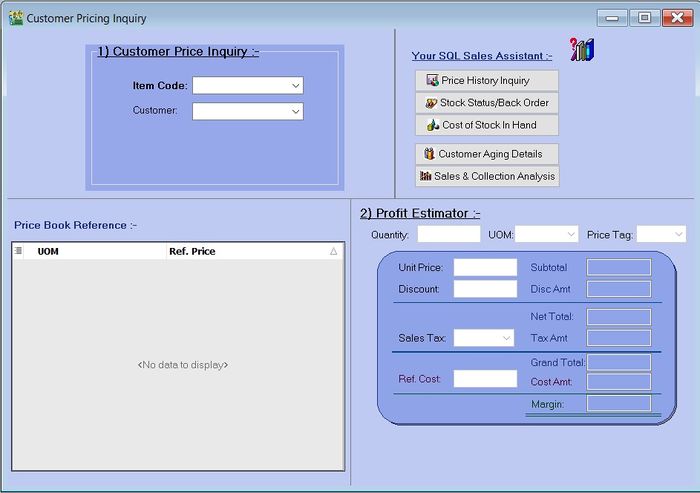 Customer Pricing Inquiry
1) Customer Price Inquiry :-
Item Code:
Customer:
Your SQL Sales Assistant :-
Price History Inquiry
Stock Status/Back Order
Cost of Stock In Hand
Customer Aging Details
Sales & Collection Analysis
Price Book Reference :-
UOM Ref. Price
<No data to display>
2) Profit Estimator :-
Quantity: UOM: Price Tag:
Unit Price: Subtotal
Discount: Disc Amt
Net Total:
Sales Tax: Tax Amt
Grand Total:
Ref. Cost: Cost Amt:
Margin: